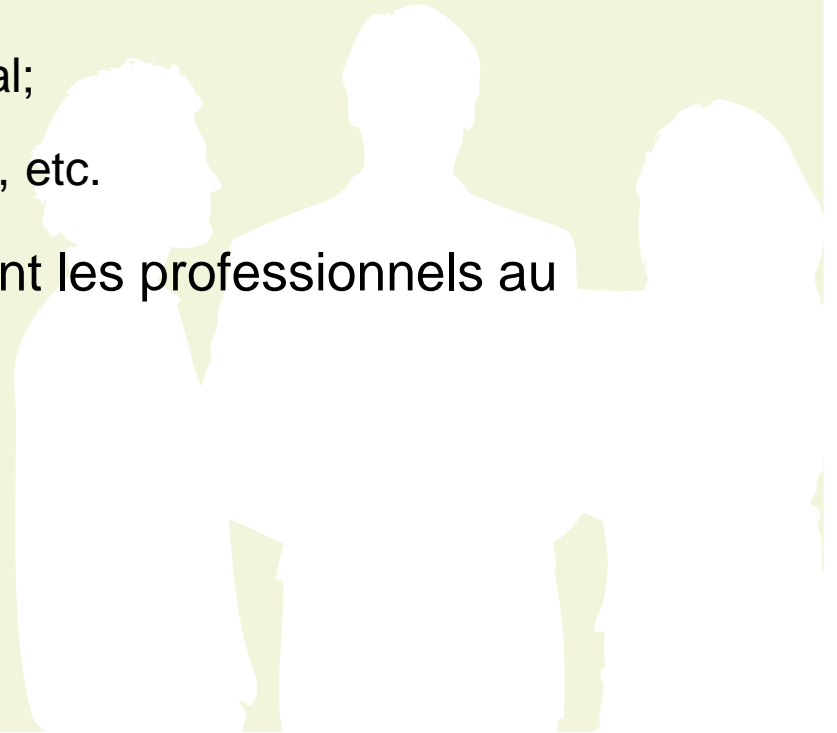 al;
, etc.
nt les professionnels au